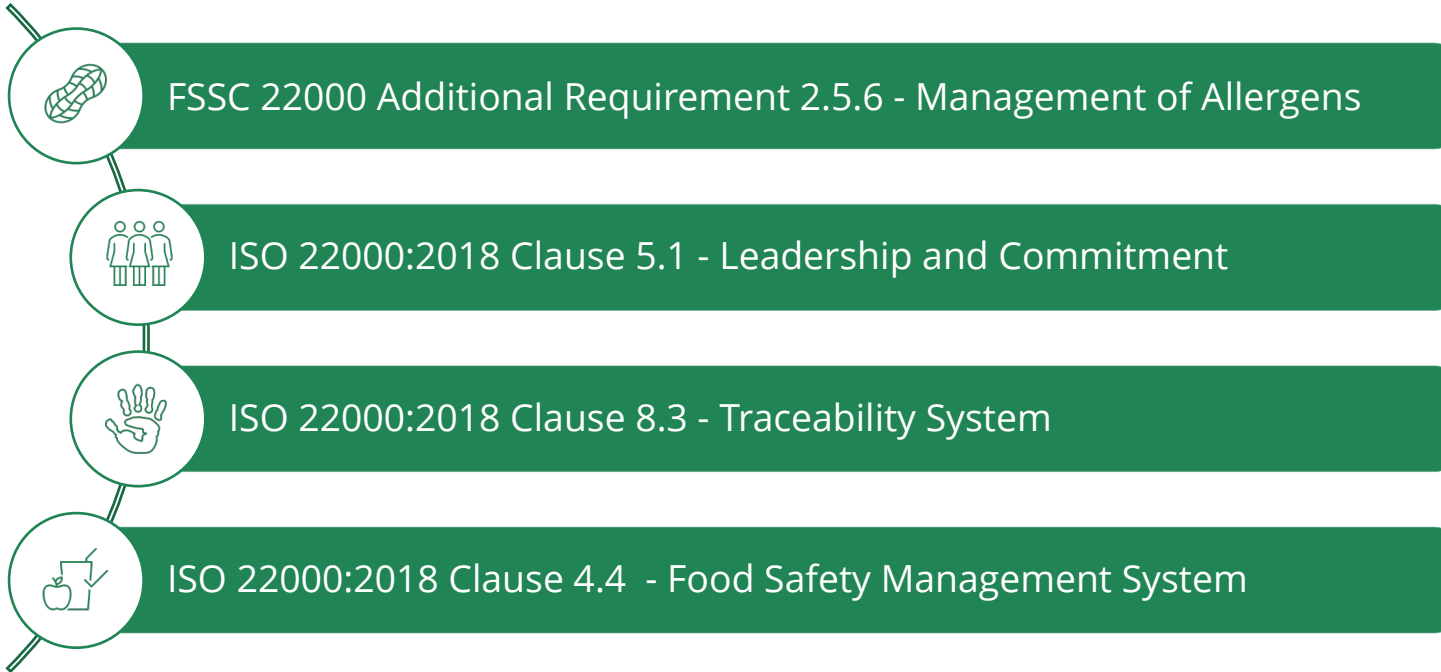 FSSC 22000 Additional Requirement 2.5.6 - Management of Allergens
ISO 22000:2018 Clause 5.1 - Leadership and Commitment
ISO 22000:2018 Clause 8.3 - Traceability System
ISO 22000:2018 Clause 4.4  - Food Safety Management System